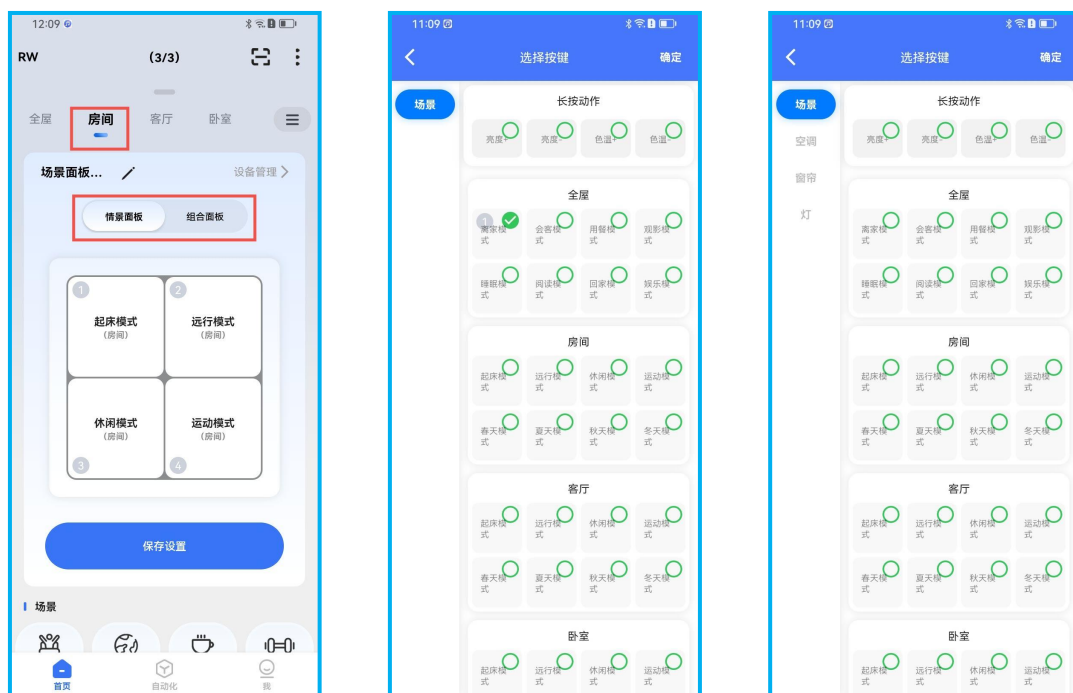 12:09
RW
(3/3)
全屋
房间
客厅
卧室
场景面板...
设备管理
情景面板
组合面板
1
2
起床模式
(房间)
远行模式
(房间)
休闲模式
(房间)
运动模式
(房间)
3
4
保存设置
场景
首页
自动化
我
11:09
选择按键
确定
场景
长按动作
亮度+
亮度-
色温+
色温-
全屋
1
离家模式
会客模式
用餐模式
观影模式
睡眠模式
阅读模式
回家模式
娱乐模式
房间
起床模式
远行模式
休闲模式
运动模式
春天模式
夏天模式
秋天模式
冬天模式
客厅
起床模式
远行模式
休闲模式
运动模式
春天模式
夏天模式
秋天模式
冬天模式
卧室
起床模式
远行模式
休闲模式
运动模式
11:09
选择按键
确定
场景
空调
窗帘
灯
长按动作
亮度+
亮度-
色温+
色温-
全屋
离家模式
会客模式
用餐模式
观影模式
睡眠模式
阅读模式
回家模式
娱乐模式
房间
起床模式
远行模式
休闲模式
运动模式
春天模式
夏天模式
秋天模式
冬天模式
客厅
起床模式
远行模式
休闲模式
运动模式
春天模式
夏天模式
秋天模式
冬天模式
卧室
起床模式
远行模式
休闲模式
运动模式